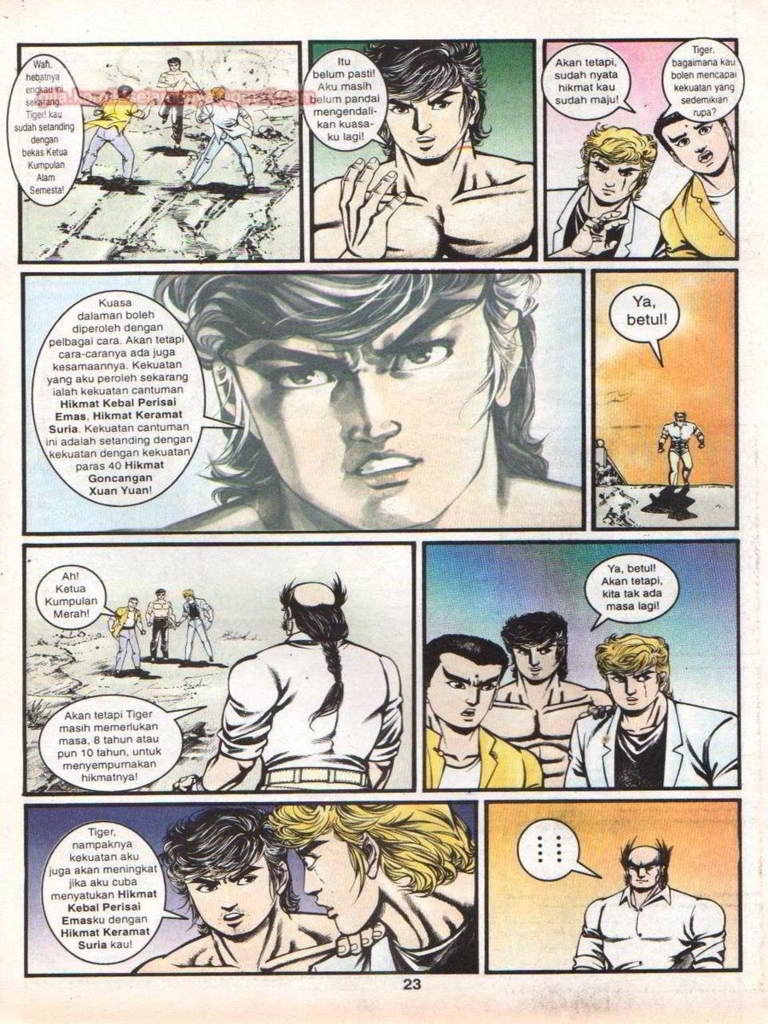 Wah,
hebatnya
engkau ni
sekarang,
Tiger! kau
sudah setanding
dengan
bekas Ketua
Kumpulan
Alam
Semesta!
Itu
belum pasti!
Aku masih
belum pandai
mengendali-
kan kuasa-
ku lagi!
Akan tetapi,
sudah nyata
hikmat kau
sudah maju!
Tiger,
bagaimana kau
boleh mencapai
kekuatan yang
sedemikian
rupa?
Kuasa
dalaman boleh
diperoleh dengan
pelbagai cara. Akan tetapi
cara-caranya ada juga
kesamaannya. Kekuatan
yang aku peroleh sekarang
ialah kekuatan cantuman
Hikmat Kebal Perisai
Emas, Hikmat Keramat
Suria. Kekuatan cantuman
ini adalah setanding dengan
kekuatan dengan kekuatan
paras 40 Hikmat
Goncangan
Xuan Yuan!
Ya,
betul!
Ah!
Ketua
Kumpulan
Merah!
Akan tetapi Tiger
masih memerlukan
masa, 8 tahun atau
pun 10 tahun, untuk
menyempurnakan
hikmatnya!
Ya, betul!
Akan tetapi,
kita tak ada
masa lagi!
Tiger,
nampaknya
kekuatan aku
juga akan meningkat
jika aku cuba
menyatukan Hikmat
Kebal Perisai
Emasku dengan
Hikmat Keramat
Suria kau!
23